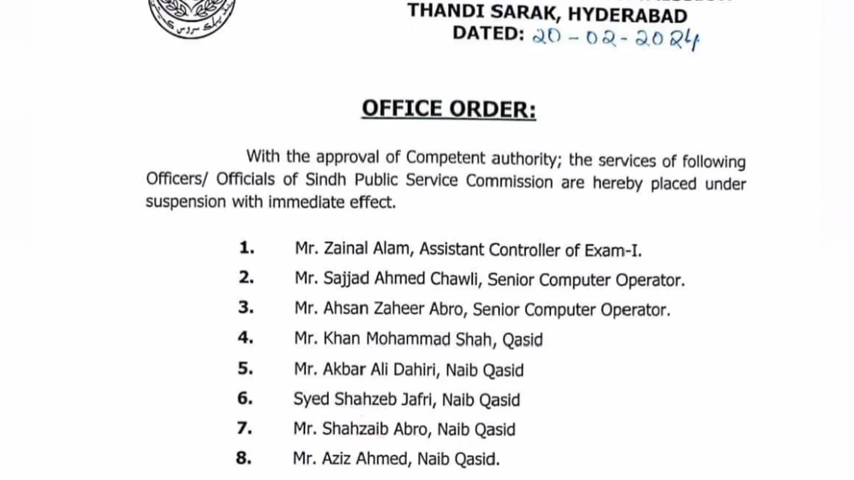 THANDI SARAK, HYDERABAD
DATED: 20-02-2024
OFFICE ORDER:
With the approval of Competent authority; the services of following
Officers/ Officials of Sindh Public Service Commission are hereby placed under
suspension with immediate effect.
1. Mr. Zainal Alam, Assistant Controller of Exam-I.
2. Mr. Sajjad Ahmed Chawli, Senior Computer Operator.
3. Mr. Ahsan Zaheer Abro, Senior Computer Operator.
4. Mr. Khan Mohammad Shah, Qasid
5. Mr. Akbar Ali Dahiri, Naib Qasid
6. Syed Shahzeb Jafri, Naib Qasid
7. Mr. Shahzaib Abro, Naib Qasid
8. Mr. Aziz Ahmed, Naib Qasid.